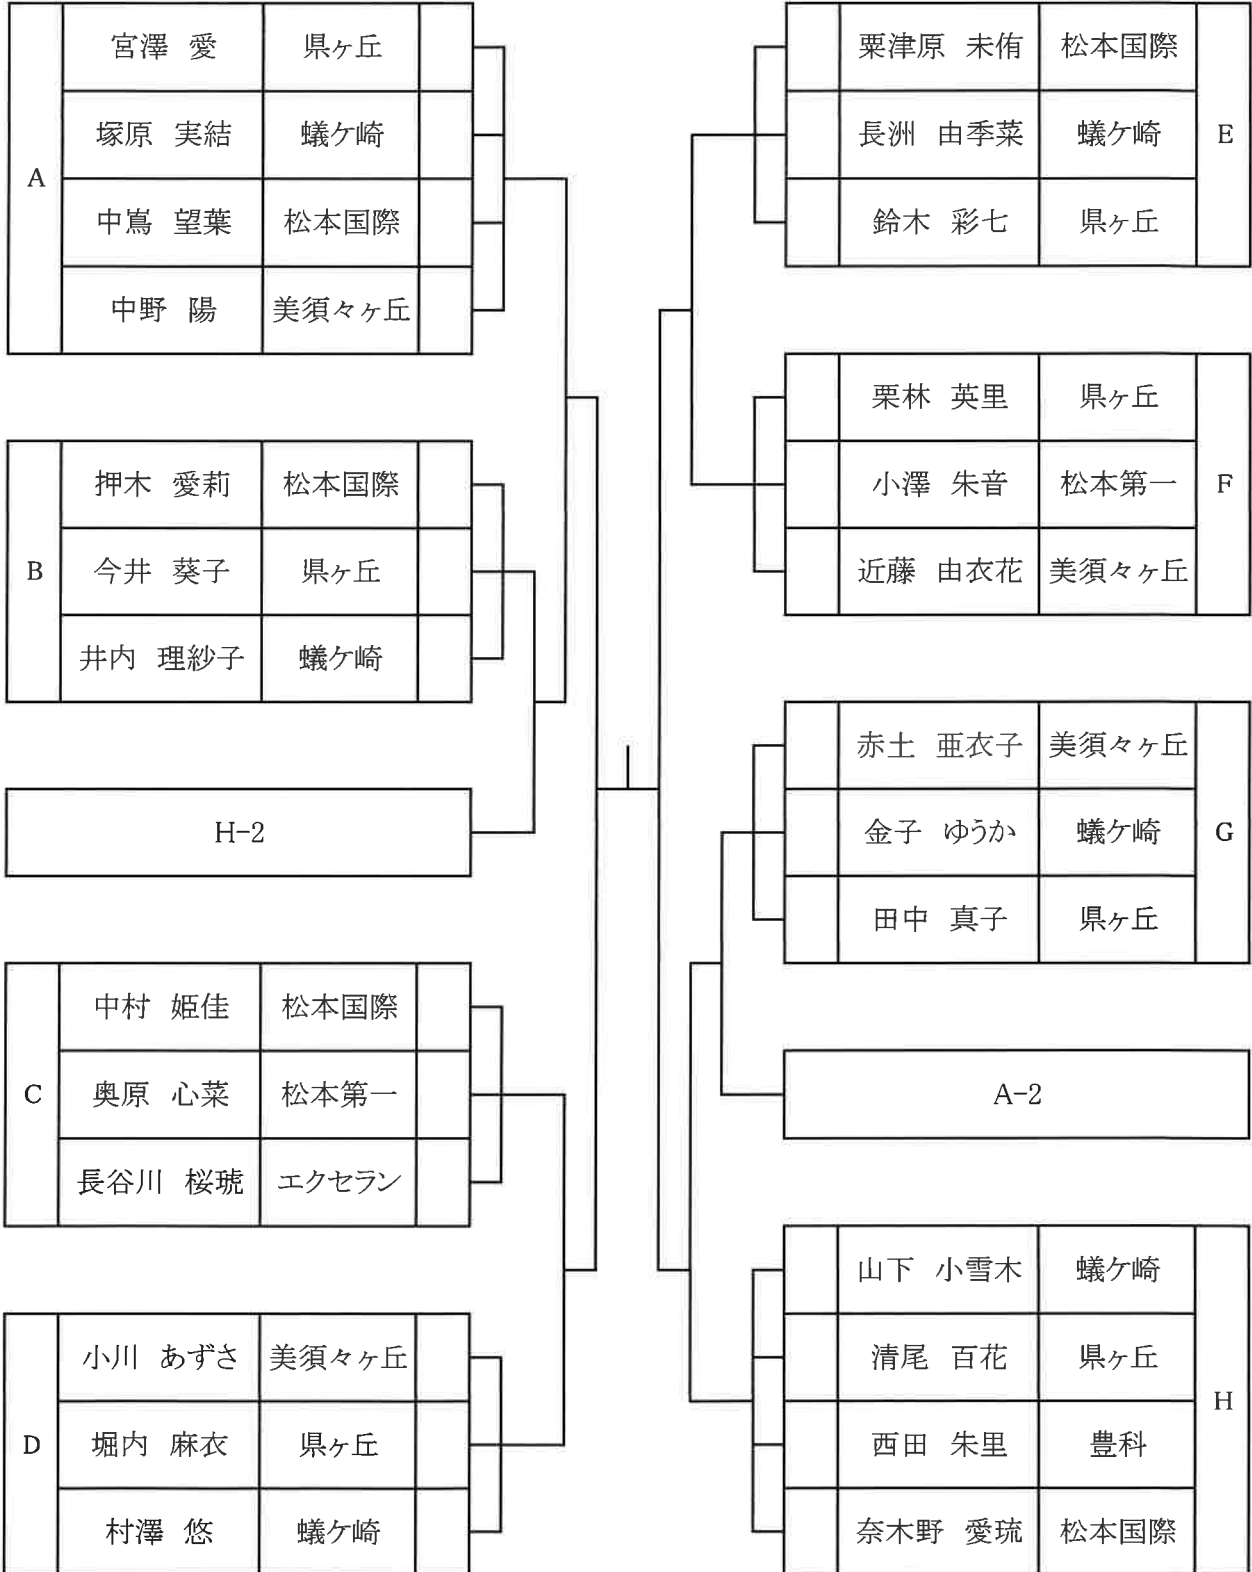 A
宮澤 愛 県ヶ丘
塚原 実結 蟻ケ崎
中嶌 望葉 松本国際
中野 陽 美須々ヶ丘
B
押木 愛莉 松本国際
今井 葵子 県ヶ丘
井内 理紗子 蟻ケ崎
H-2
C
中村 姫佳 松本国際
奥原 心菜 松本第一
長谷川 桜琥 エクセラン
D
小川 あずさ 美須々ヶ丘
堀内 麻衣 県ヶ丘
村澤 悠 蟻ケ崎
粟津原 未侑 松本国際
長洲 由季菜 蟻ケ崎
鈴木 彩七 県ヶ丘
E
栗林 英里 県ヶ丘
小澤 朱音 松本第一
近藤 由衣花 美須々ヶ丘
F
赤土 亜衣子 美須々ヶ丘
金子 ゆうか 蟻ケ崎
田中 真子 県ヶ丘
G
A-2
山下 小雪木 蟻ケ崎
清尾 百花 県ヶ丘
西田 朱里 豊科
奈木野 愛琉 松本国際
H